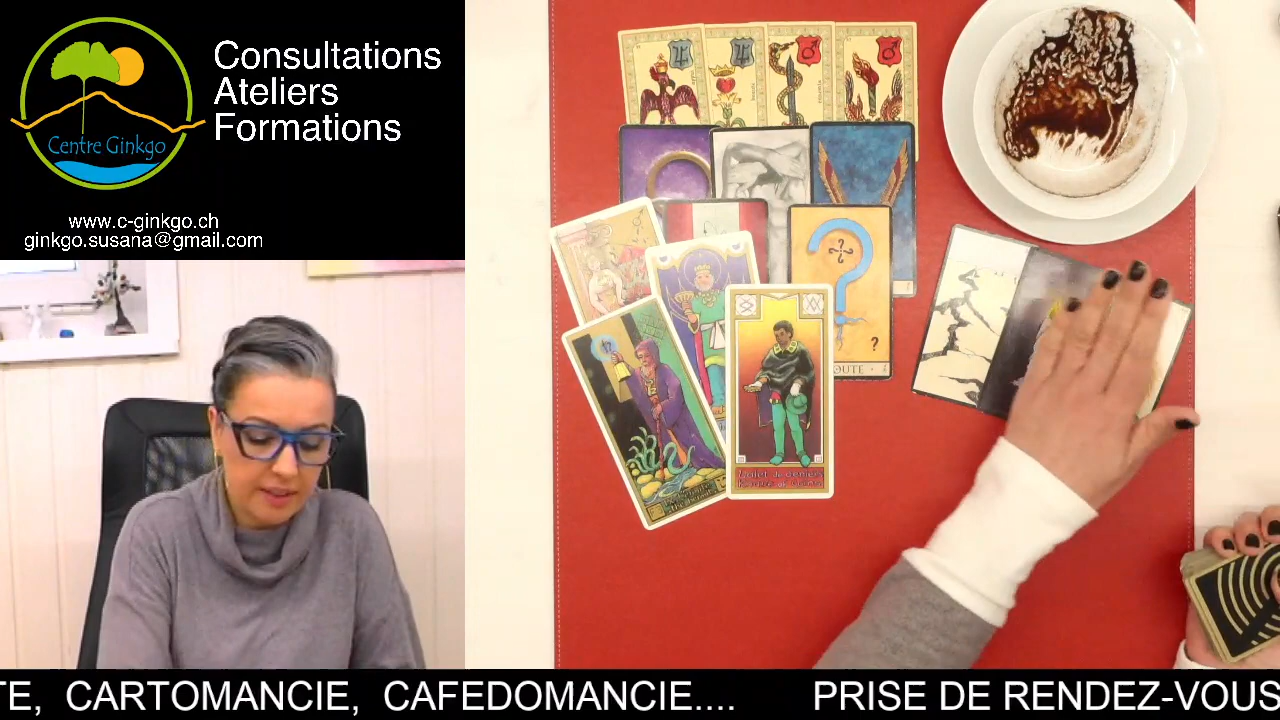 Consultations
Ateliers
Formations
Centre Ginkgo
www.c-ginkgo.ch
ginkgo.susana@gmail.com
?
OUTE
TE, CARTOMANCIE, CAFEDOMANCIE.... PRISE DE RENDEZ-VOUS